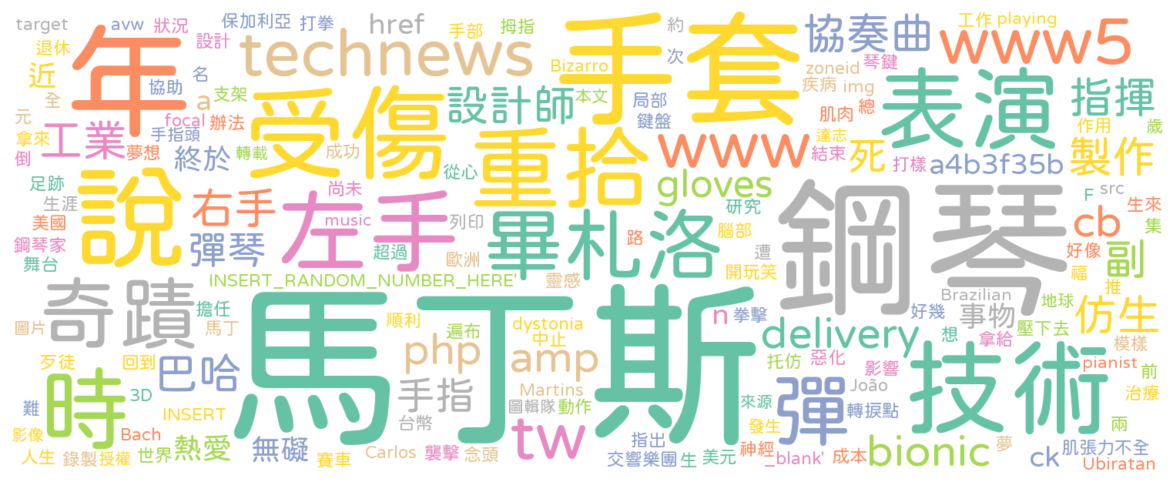 target avw 狀況 保加利亞 打拳 href 手部 拇指 約 協奏曲 工作 playing
退休 設計 technews 次 www5
近 年 協助 名 Bizarro 手套 zoneid 琴鍵
全 a 支架 受傷 設計師 本文 局部 疾病 img 表演 指揮
元 focal 辦法 鍵盤 肌肉 總
拿來 工業 夢想 手指頭 重拾 www 達志 作用 歲
倒 終於 轉載 成功 從心 結束 死 打樣 a4b3f35b 製作
足跡 尚未 gloves F src
生涯 說 右手 左手 music 列印 畢札洛 研究 鋼琴 cb 生來
美國 彈琴 超過 路 腦部 集
鋼琴家 歐洲 遭 好像 副
舞台 INSERT_RANDOM_NUMBER_HERE' 靈感 開玩笑 福 推
奇蹟 擔任 馬丁斯 n 拳擊 Brazilian 地球 仿生
圖片 馬丁 順利 遍布 dystonia 好幾 事物 想 壓下去
中止 delivery 拿給 模樣
歹徒 回到 巴哈 php amp 托仿 惡化 影響 技術 pianist 前
時 3D 手指 Martins João 治療
難 INSERT 台幣 圖輯隊 動作 來源 彈 轉捩點 兩
影像 Bach 熱愛 無礙 tw 發生
人生 錄製 授權 世界 賽車 Carlos 襲擊 念頭 指出 神經 bionic ck 肌張力不全
交響樂團 生 美元 _blank' 成本 夢 Ubiratan